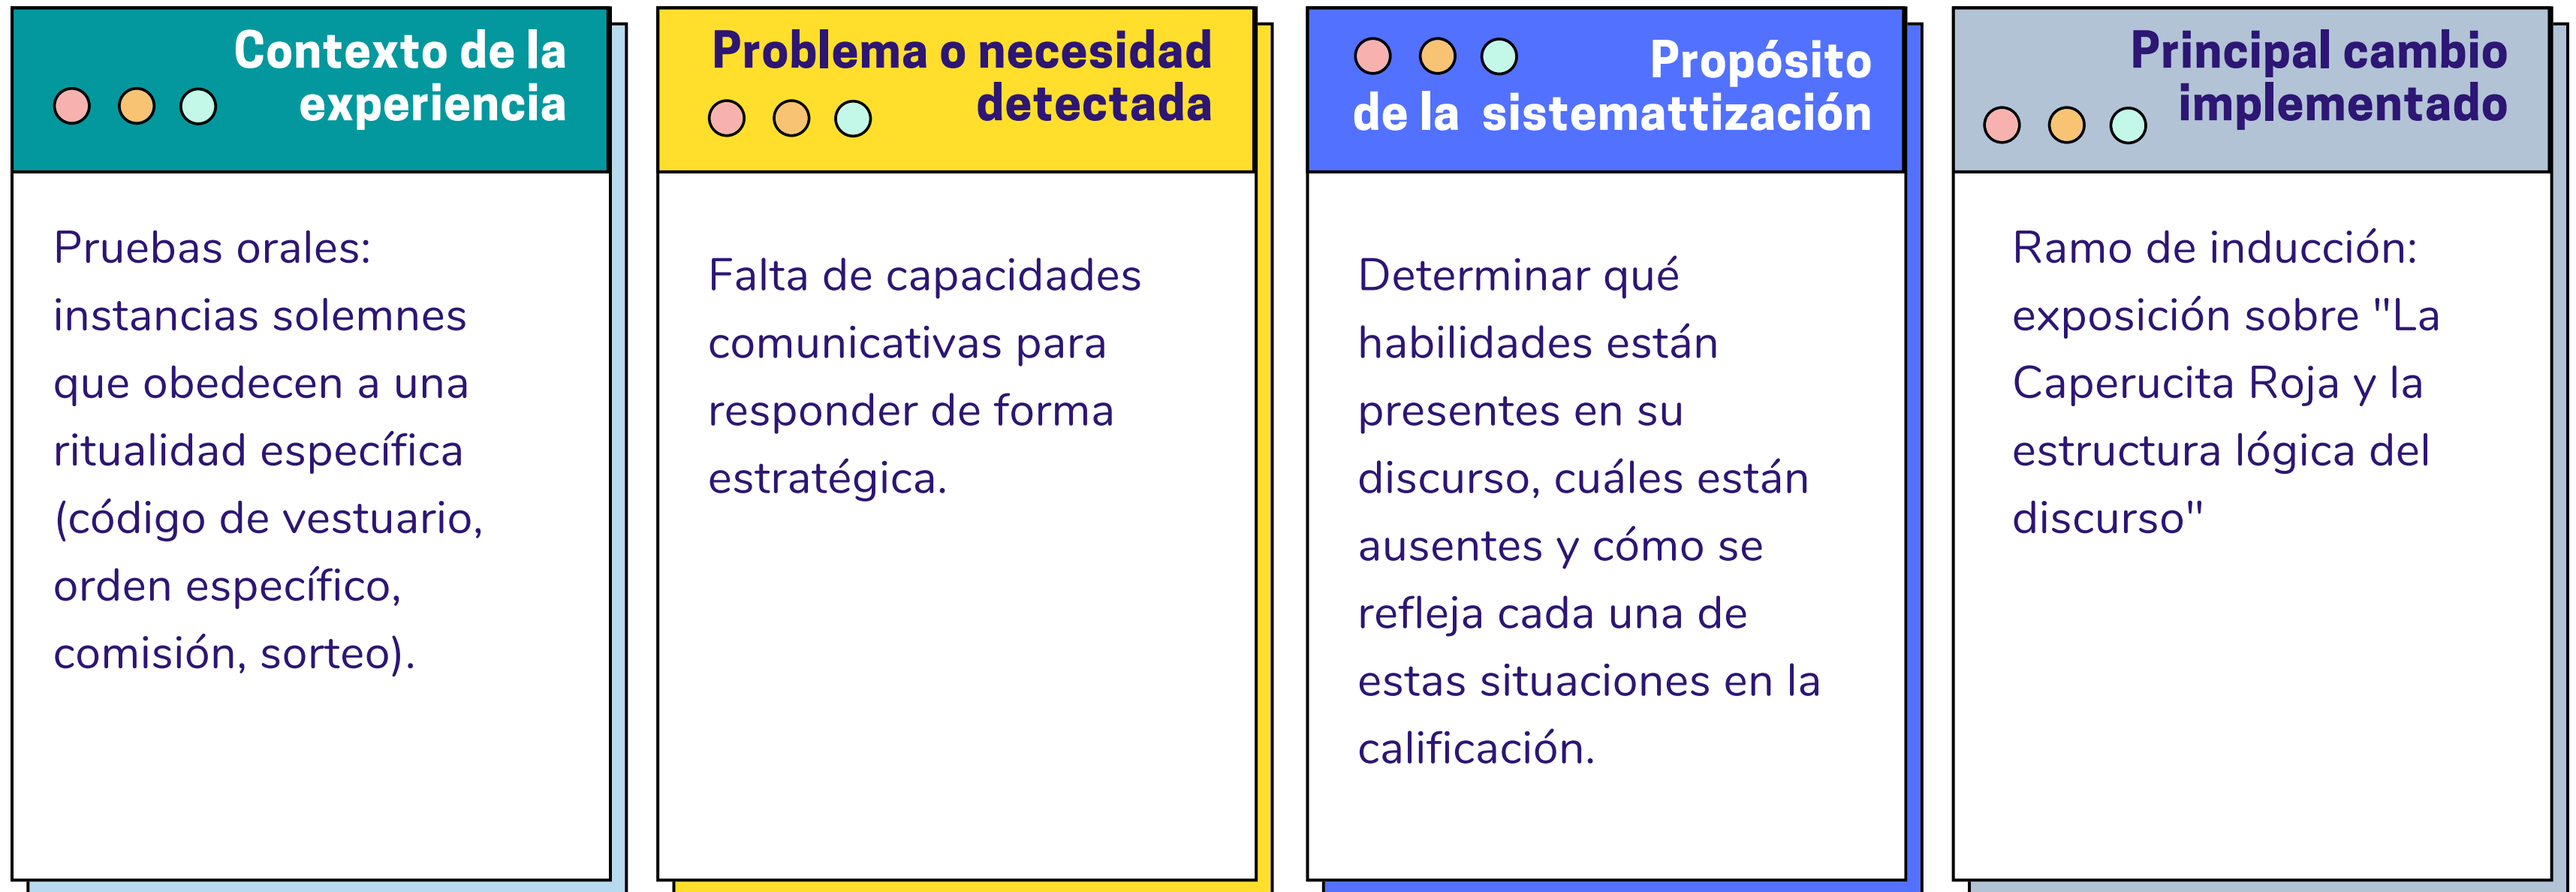 Contexto de la
experiencia
Pruebas orales:
instancias solemnes
que obedecen a una
ritualidad específica
(código de vestuario,
orden específico,
comisión, sorteo).
Problema o necesidad
detectada
Falta de capacidades
comunicativas para
responder de forma
estratégica.
Propósito
de la sistemattización
Determinar qué
habilidades están
presentes en su
discurso, cuáles están
ausentes y cómo se
refleja cada una de
estas situaciones en la
calificación.
Principal cambio
implementado
Ramo de inducción:
exposición sobre "La
Caperucita Roja y la
estructura lógica del
discurso"